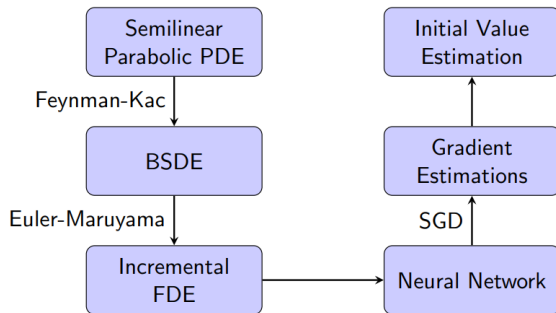 Semilinear
Parabolic PDE
Feynman-Kac
BSDE
Euler-Maruyama
Incremental
FDE
Neural Network
SGD
Gradient
Estimations
Initial Value
Estimation